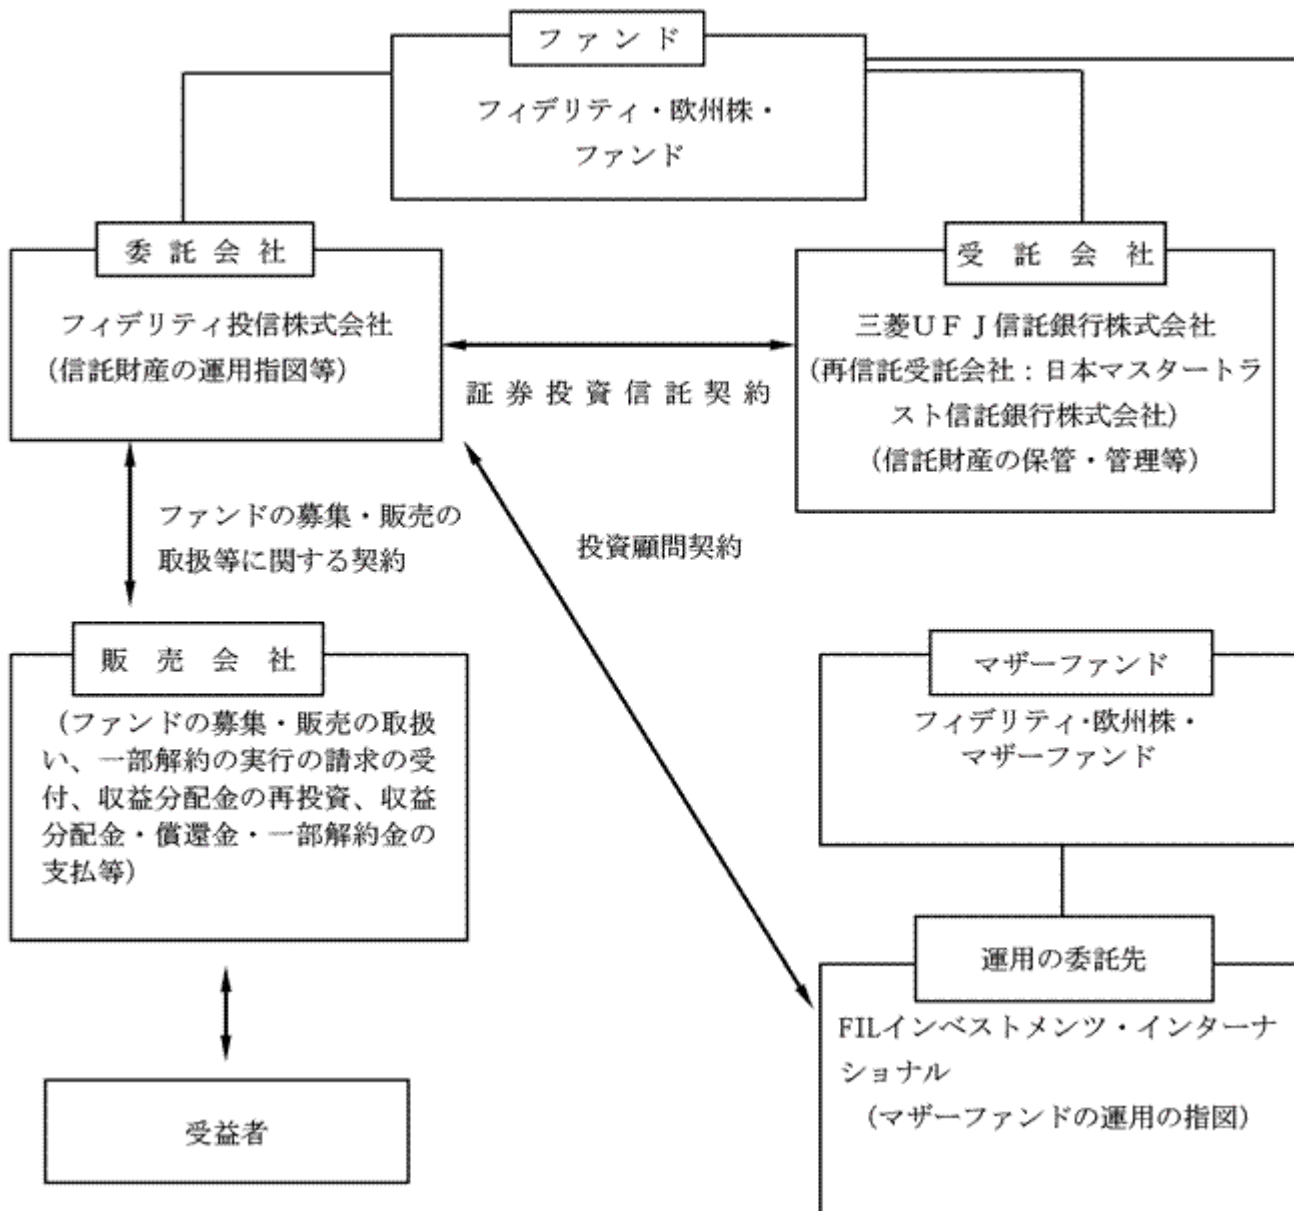 ファンド
フィデリティ・欧州株・
ファンド
委託会社
フィデリティ投信株式会社
（信託財産の運用指図等）
受託会社
三菱ＵＦＪ信託銀行株式会社
（再信託受託会社：日本マスタートラ
スト信託銀行株式会社）
（信託財産の保管・管理等）
証券投資信託契約
ファンドの募集・販売の
取扱等に関する契約
投資顧問契約
販売会社
（ファンドの募集・販売の取扱
い、一部解約の実行の請求の受
付、収益分配金の再投資、収益
分配金・償還金・一部解約金の
支払等）
マザーファンド
フィデリティ・欧州株・
マザーファンド
運用の委託先
FILインベストメンツ・インターナ
ショナル
（マザーファンドの運用の指図）
受益者